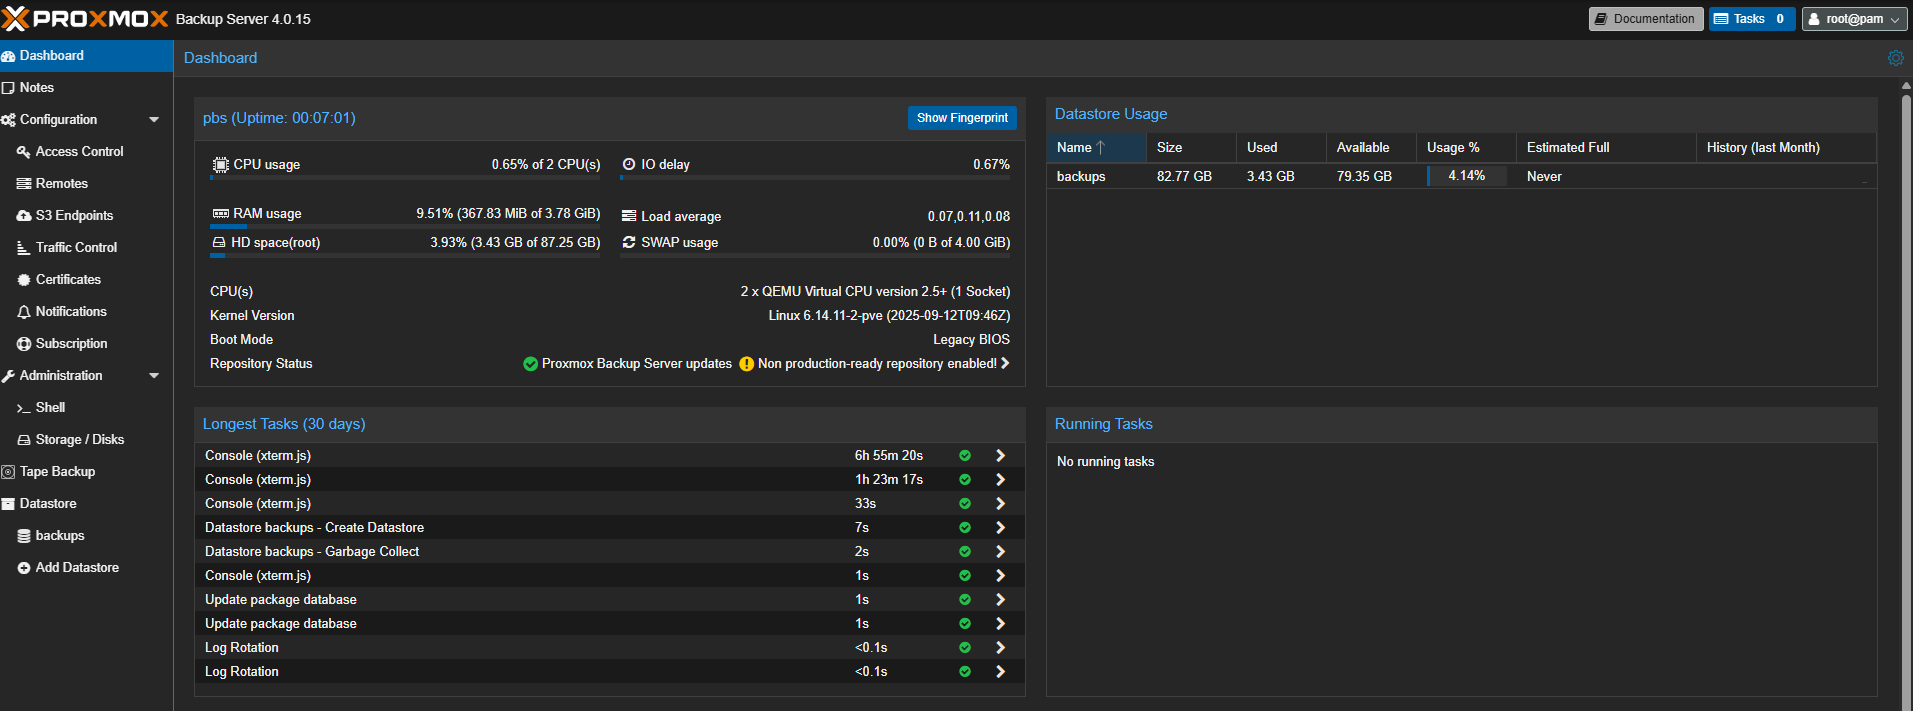 PROXMOX Backup Server 4.0.15
Documentation
Tasks 0
root@pam
Dashboard
Notes
Configuration
Access Control
Remotes
S3 Endpoints
Traffic Control
Certificates
Notifications
Subscription
Administration
Shell
Storage / Disks
Tape Backup
Datastore
backups
Add Datastore
Dashboard
pbs (Uptime: 00:07:01)
Show Fingerprint
CPU usage 0.65% of 2 CPU(s)
IO delay 0.67%
RAM usage 9.51% (367.83 MiB of 3.78 GiB)
Load average 0.07,0.11,0.08
HD space(root) 3.93% (3.43 GB of 87.25 GB)
SWAP usage 0.00% (0 B of 4.00 GiB)
CPU(s) 2 x QEMU Virtual CPU version 2.5+ (1 Socket)
Kernel Version Linux 6.14.11-2-pve (2025-09-12T09:46Z)
Boot Mode Legacy BIOS
Repository Status Proxmox Backup Server updates Non production-ready repository enabled!
Datastore Usage
Name Size Used Available Usage % Estimated Full History (last Month)
backups 82.77 GB 3.43 GB 79.35 GB 4.14% Never
Longest Tasks (30 days)
Console (xterm.js) 6h 55m 20s
Console (xterm.js) 1h 23m 17s
Console (xterm.js) 33s
Datastore backups - Create Datastore 7s
Datastore backups - Garbage Collect 2s
Console (xterm.js) 1s
Update package database 1s
Update package database 1s
Log Rotation <0.1s
Log Rotation <0.1s
Running Tasks
No running tasks